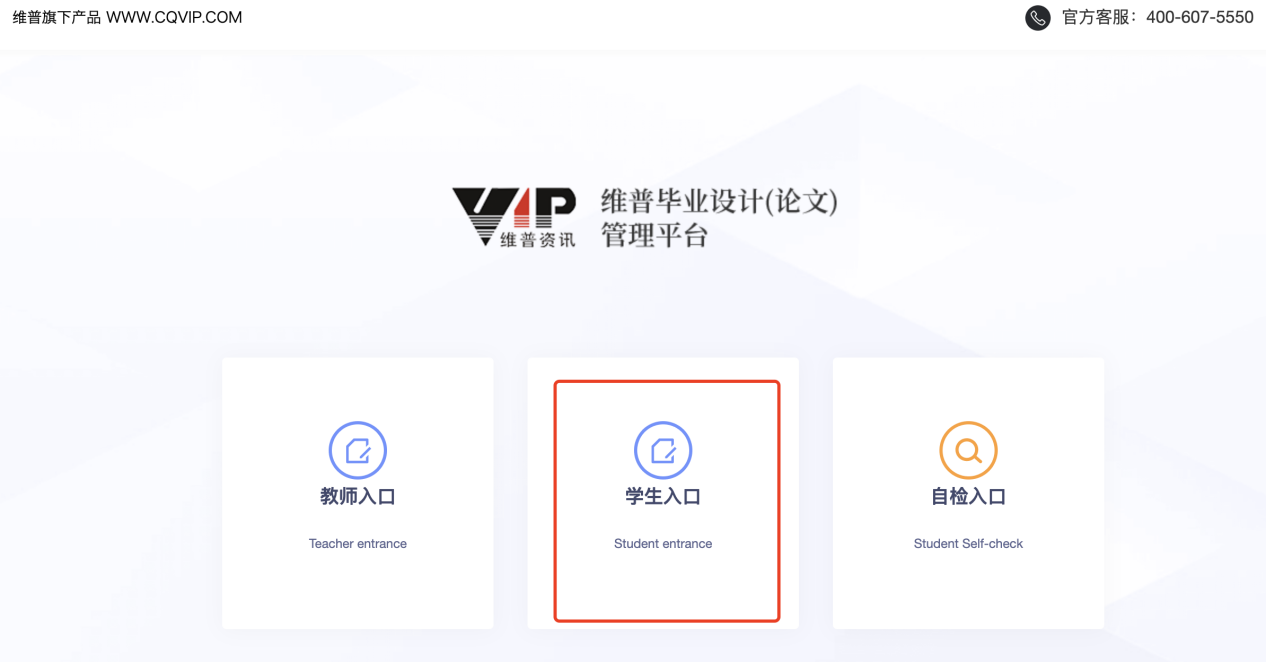 维普旗下产品 WWW.CQVIP.COM
官方客服：400-607-5550
VIP
维普资讯
维普毕业设计(论文)
管理平台
教师入口
Teacher entrance
学生入口
Student entrance
自检入口
Student Self-check